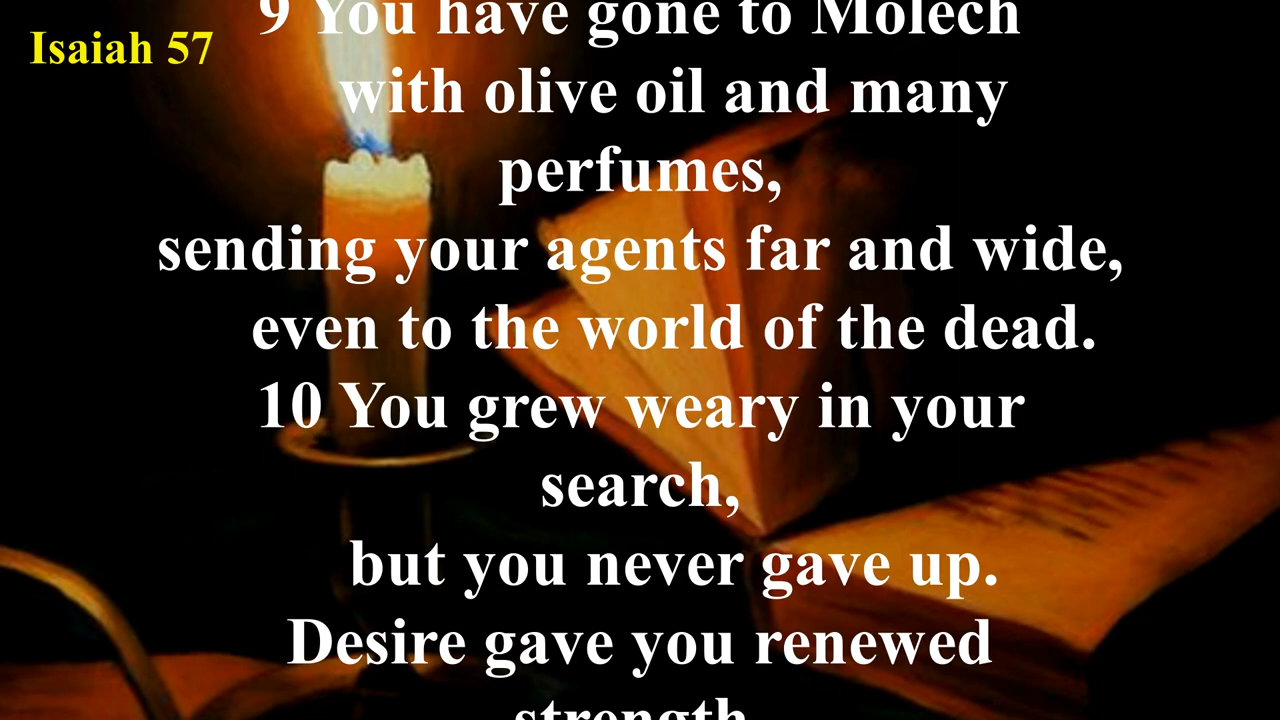 Isaiah 57
9 You have gone to Molech
with olive oil and many
perfumes,
sending your agents far and wide,
even to the world of the dead.
10 You grew weary in your
search,
but you never gave up.
Desire gave you renewed
strength